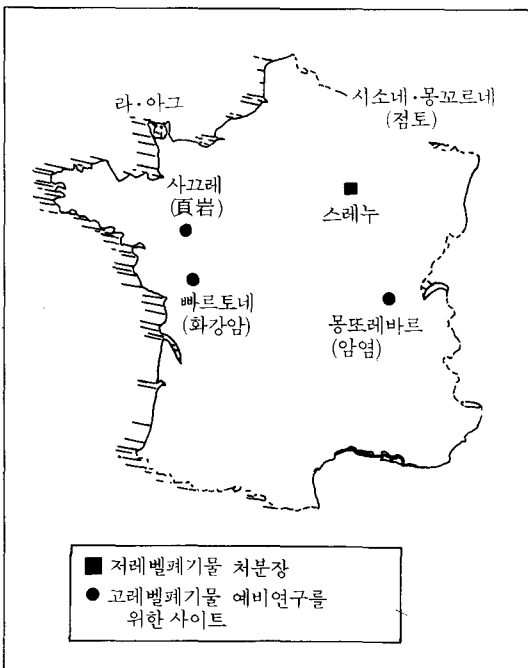 라·아그
시소네·몽꼬르네
(점토)
사끄레
(頁岩)
스레누
빠르토네
(화강암)
몽또레바르
(암염)
■ 저레벨폐기물 처분장
● 고레벨폐기물 예비연구를
위한 사이트